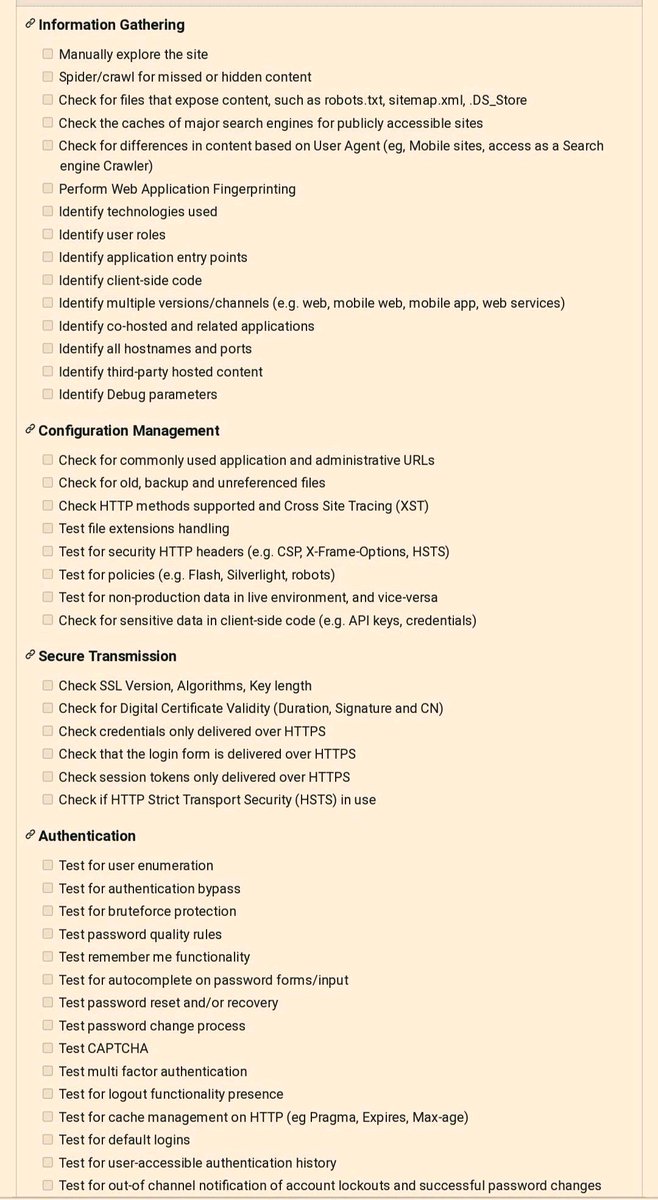 Information Gathering
Manually explore the site
Spider/crawl for missed or hidden content
Check for files that expose content, such as robots.txt, sitemap.xml, .DS_Store
Check the caches of major search engines for publicly accessible sites
Check for differences in content based on User Agent (eg, Mobile sites, access as a Search
engine Crawler)
Perform Web Application Fingerprinting
Identify technologies used
Identify user roles
Identify application entry points
Identify client-side code
Identify multiple versions/channels (e.g. web, mobile web, mobile app, web services)
Identify co-hosted and related applications
Identify all hostnames and ports
Identify third-party hosted content
Identify Debug parameters
Configuration Management
Check for commonly used application and administrative URLs
Check for old, backup and unreferenced files
Check HTTP methods supported and Cross Site Tracing (XST)
Test file extensions handling
Test for security HTTP headers (e.g. CSP, X-Frame-Options, HSTS)
Test for policies (e.g. Flash, Silverlight, robots)
Test for non-production data in live environment, and vice-versa
Check for sensitive data in client-side code (e.g. API keys, credentials)
Secure Transmission
Check SSL Version, Algorithms, Key length
Check for Digital Certificate Validity (Duration, Signature and CN)
Check credentials only delivered over HTTPS
Check that the login form is delivered over HTTPS
Check session tokens only delivered over HTTPS
Check if HTTP Strict Transport Security (HSTS) in use
Authentication
Test for user enumeration
Test for authentication bypass
Test for bruteforce protection
Test password quality rules
Test remember me functionality
Test for autocomplete on password forms/input
Test password reset and/or recovery
Test password change process
Test CAPTCHA
Test multi factor authentication
Test for logout functionality presence
Test for cache management on HTTP (eg Pragma, Expires, Max-age)
Test for default logins
Test for user-accessible authentication history
Test for out-of channel notification of account lockouts and successful password changes